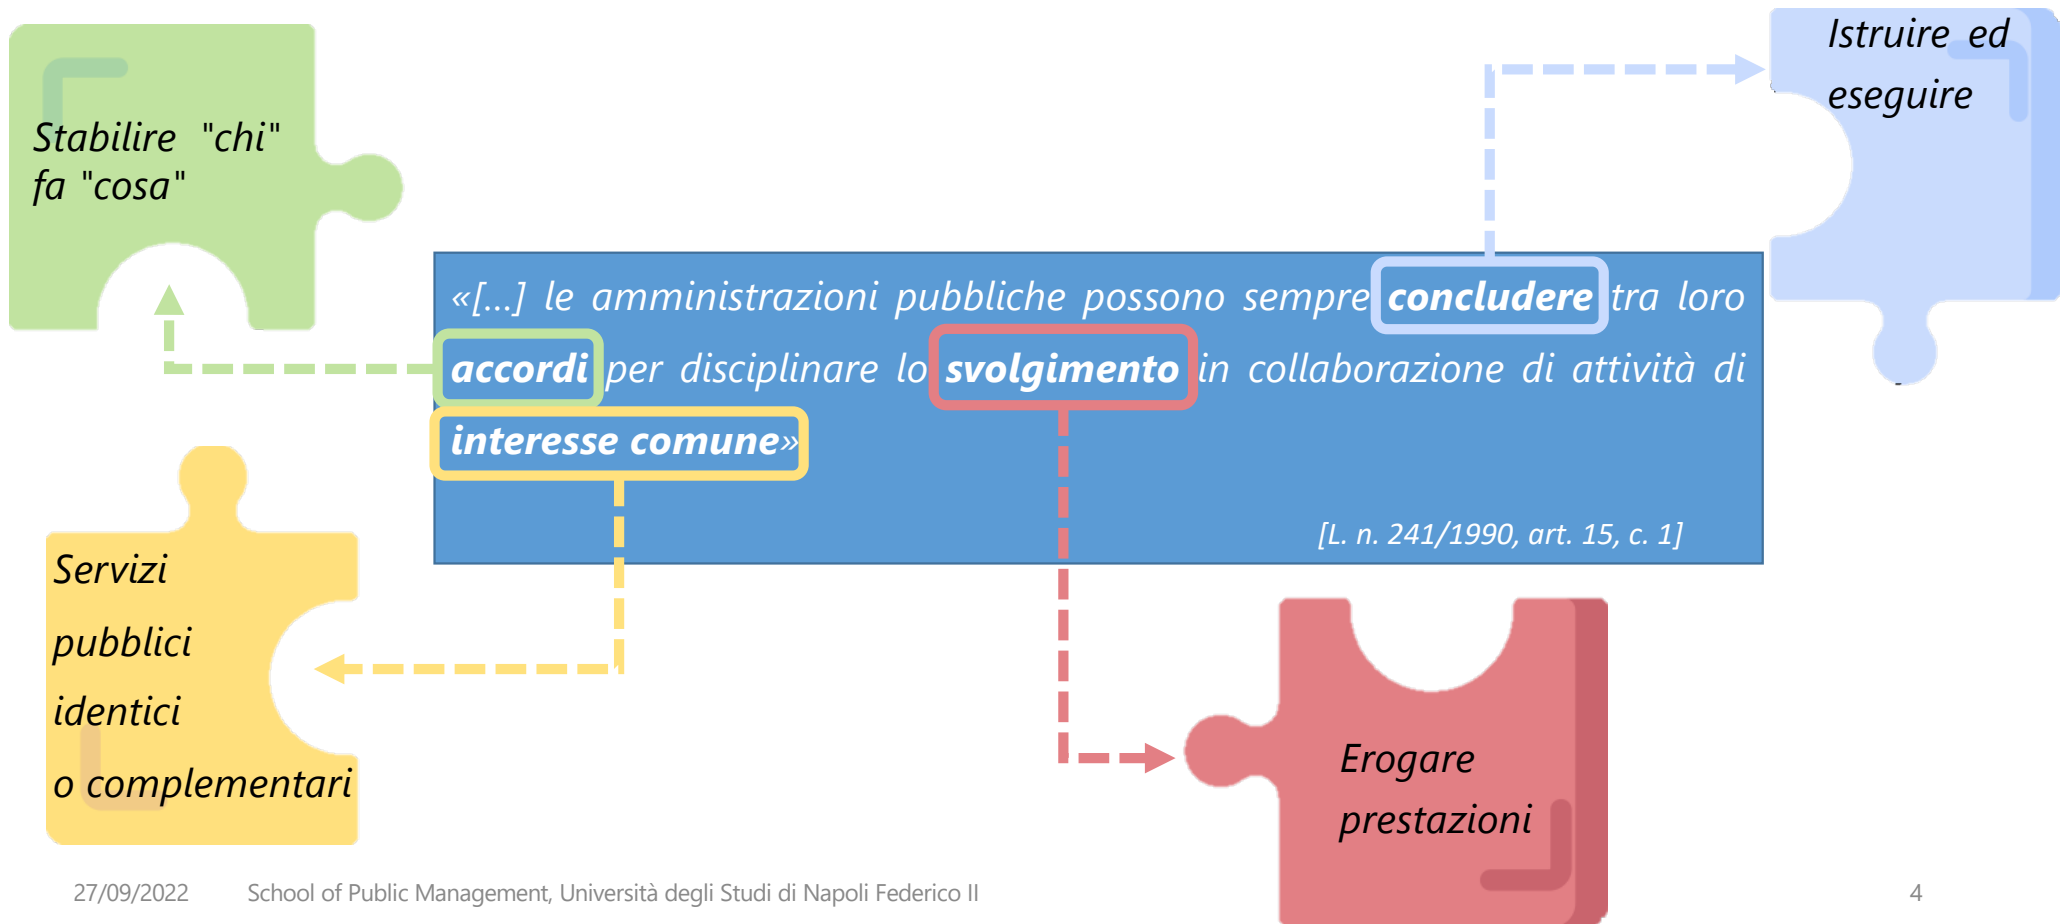 Istruire ed
eseguire
Stabilire "chi"
fa "cosa"
«[...] le amministrazioni pubbliche possono sempre concludere tra loro
accordi per disciplinare lo svolgimento in collaborazione di attività di
interesse comune»
[L. n. 241/1990, art. 15, c. 1]
Servizi
pubblici
identici
o complementari
Erogare
prestazioni
27/09/2022 School of Public Management, Università degli Studi di Napoli Federico II 4